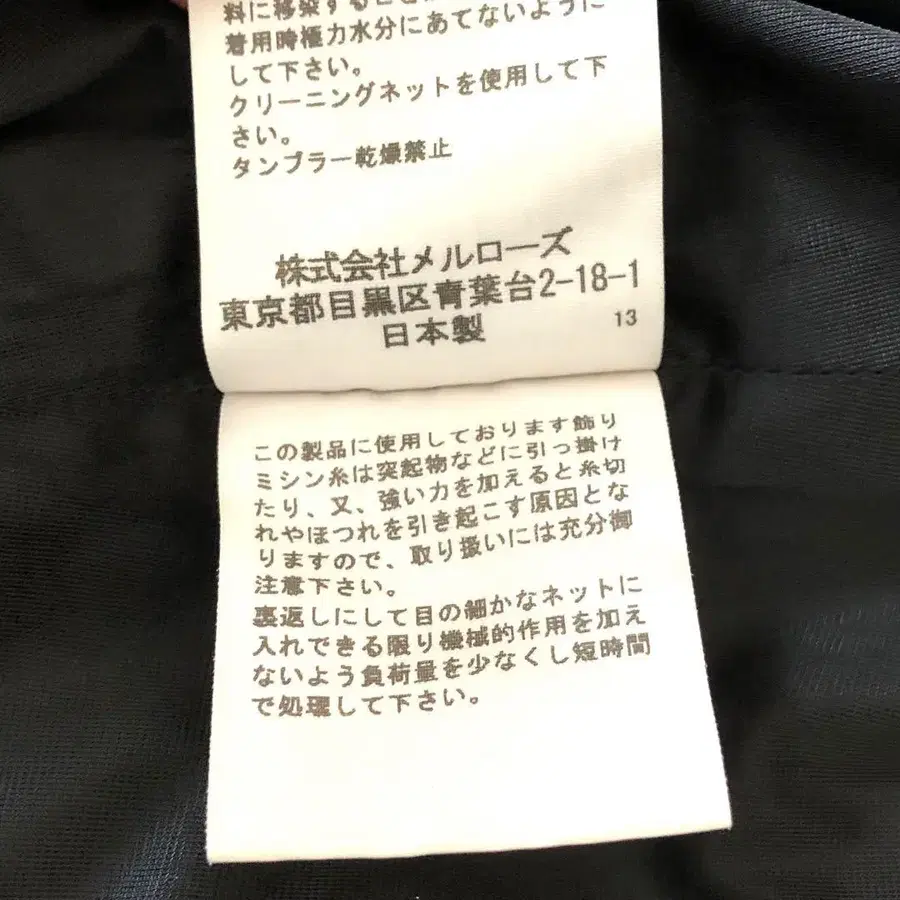 料に移染することが
着用時極力水分にあてないように
して下さい。
クリーニングネットを使用して下
さい。
タンブラー乾燥禁止
株式会社メルローズ
東京都目黒区青葉台2-18-1
日本製 13
この製品に使用しております飾り
ミシン糸は突起物などに引っ掛け
たり、又、強い力を加えると糸切
れやほつれを引き起こす原因とな
りますので、取り扱いには充分御
注意下さい。
裏返しにして目の細かなネットに
入れできる限り機械的作用を加え
ないよう負荷量を少なくし短時間
で処理して下さい。